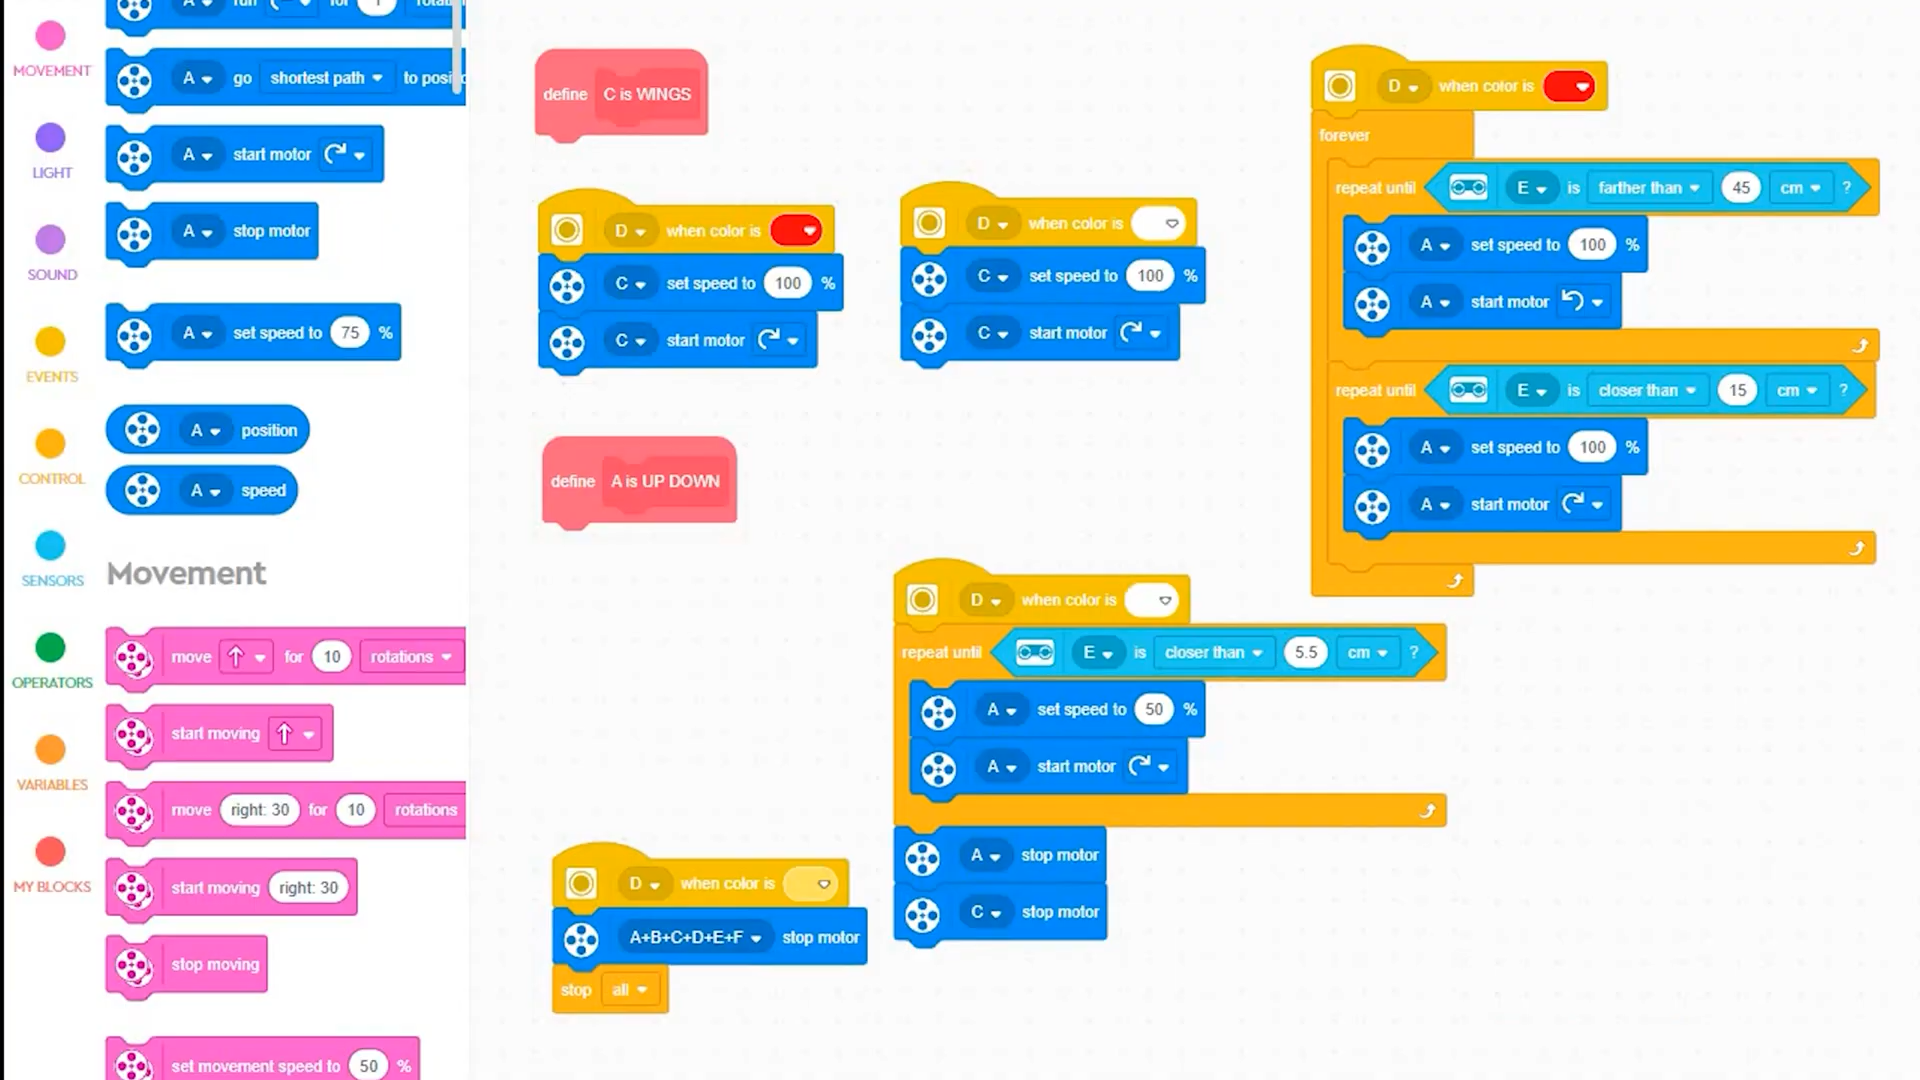 A run for 1
A go shortest path to posi
A start motor
A stop motor
A set speed to 75 %
A position
A speed
Movement
move for 10 rotations
start moving
move right: 30 for 10 rotations
start moving right: 30
stop moving
set movement speed to 50 %
MOVEMENT
LIGHT
SOUND
EVENTS
CONTROL
SENSORS
OPERATORS
VARIABLES
MY BLOCKS
define C is WINGS
D when color is
C set speed to 100 %
C start motor
D when color is
C set speed to 100 %
C start motor
define A is UP DOWN
D when color is
repeat until E is closer than 5.5 cm ?
A set speed to 50 %
A start motor
A stop motor
C stop motor
D when color is
A+B+C+D+E+F stop motor
stop all
D when color is
forever
repeat until E is farther than 45 cm ?
A set speed to 100 %
A start motor
repeat until E is closer than 15 cm ?
A set speed to 100 %
A start motor